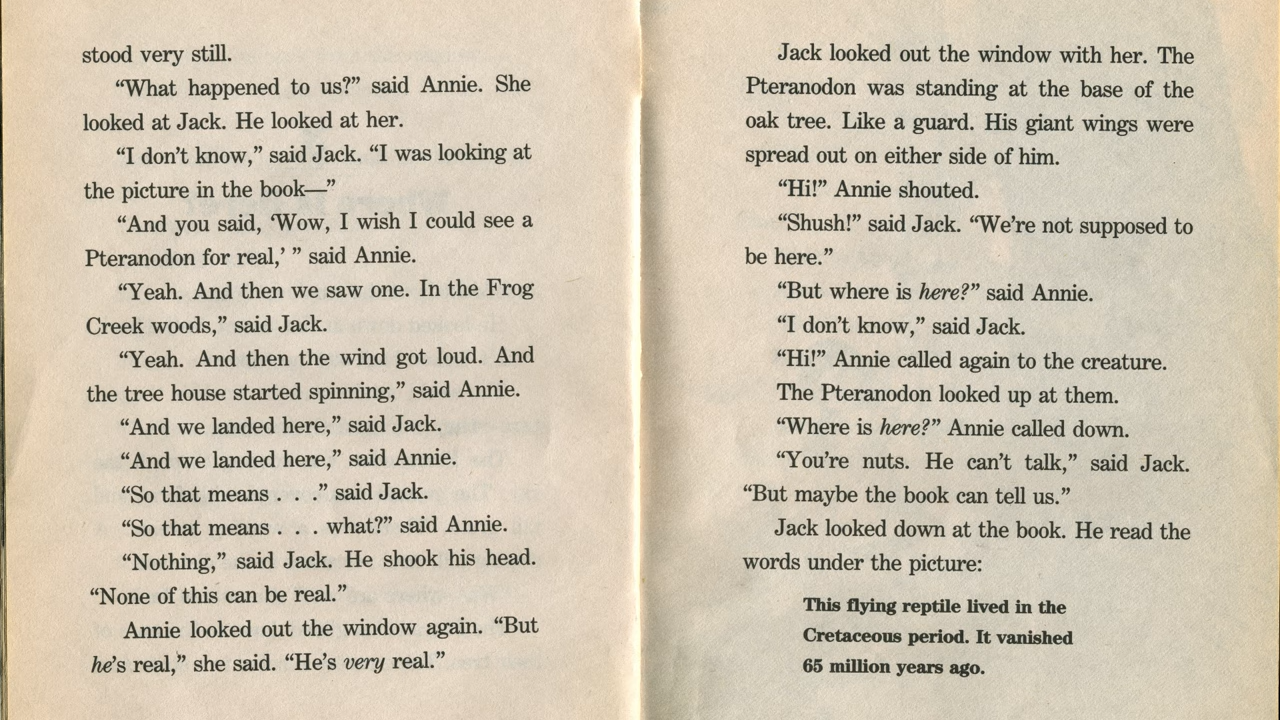 stood very still.
“What happened to us?” said Annie. She
looked at Jack. He looked at her.
“I don’t know,” said Jack. “I was looking at
the picture in the book—”
“And you said, ‘Wow, I wish I could see a
Pteranodon for real,’ ” said Annie.
“Yeah. And then we saw one. In the Frog
Creek woods,” said Jack.
“Yeah. And then the wind got loud. And
the tree house started spinning,” said Annie.
“And we landed here,” said Jack.
“And we landed here,” said Annie.
“So that means . . .” said Jack.
“So that means . . . what?” said Annie.
“Nothing,” said Jack. He shook his head.
“None of this can be real.”
Annie looked out the window again. “But
he’s real,” she said. “He’s very real.”
Jack looked out the window with her. The
Pteranodon was standing at the base of the
oak tree. Like a guard. His giant wings were
spread out on either side of him.
“Hi!” Annie shouted.
“Shush!” said Jack. “We’re not supposed to
be here.”
“But where is here?” said Annie.
“I don’t know,” said Jack.
“Hi!” Annie called again to the creature.
The Pteranodon looked up at them.
“Where is here?” Annie called down.
“You’re nuts. He can’t talk,” said Jack.
“But maybe the book can tell us.”
Jack looked down at the book. He read the
words under the picture:
This flying reptile lived in the
Cretaceous period. It vanished
65 million years ago.